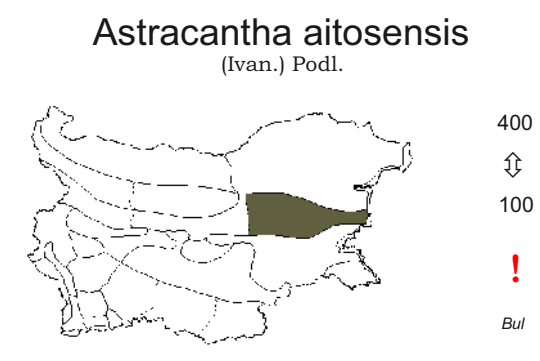 Astracantha aitosensis
(Ivan.) Podl.
400
⇕
100
!
Bul